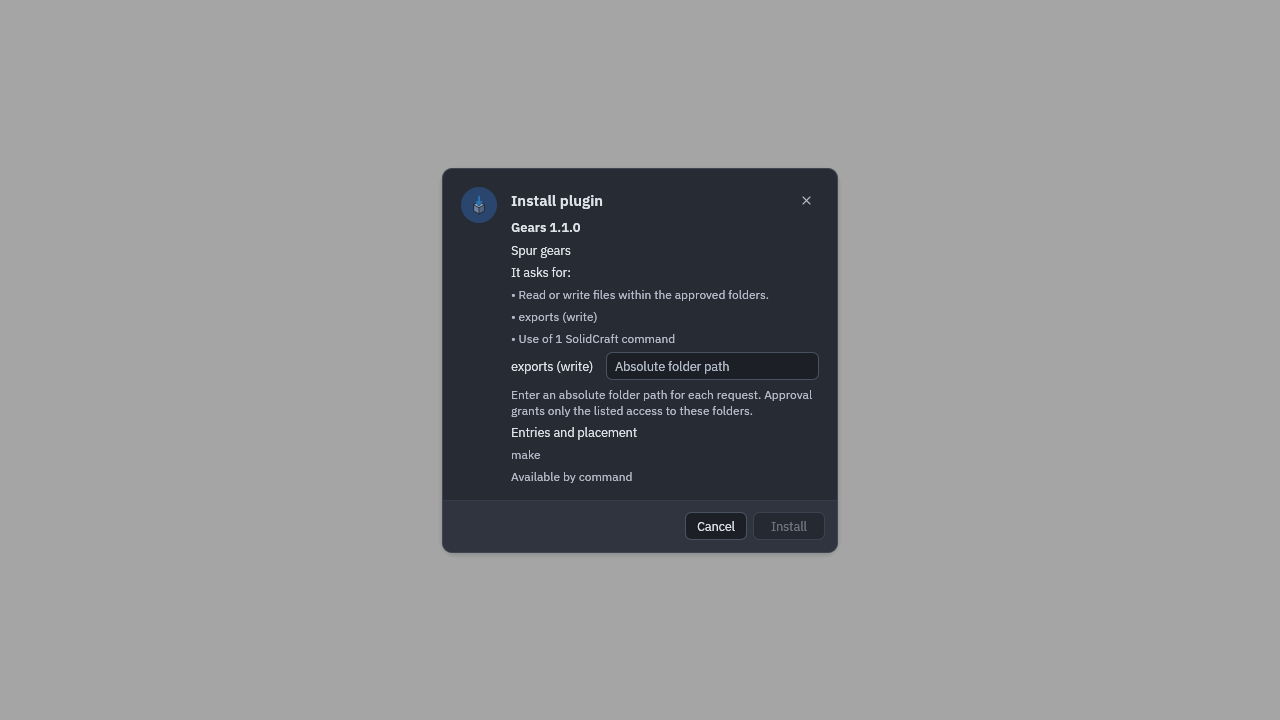 Install plugin
Gears 1.1.0
Spur gears
It asks for:
• Read or write files within the approved folders.
• exports (write)
• Use of 1 SolidCraft command
exports (write) Absolute folder path
Enter an absolute folder path for each request. Approval
grants only the listed access to these folders.
Entries and placement
make
Available by command
Cancel Install